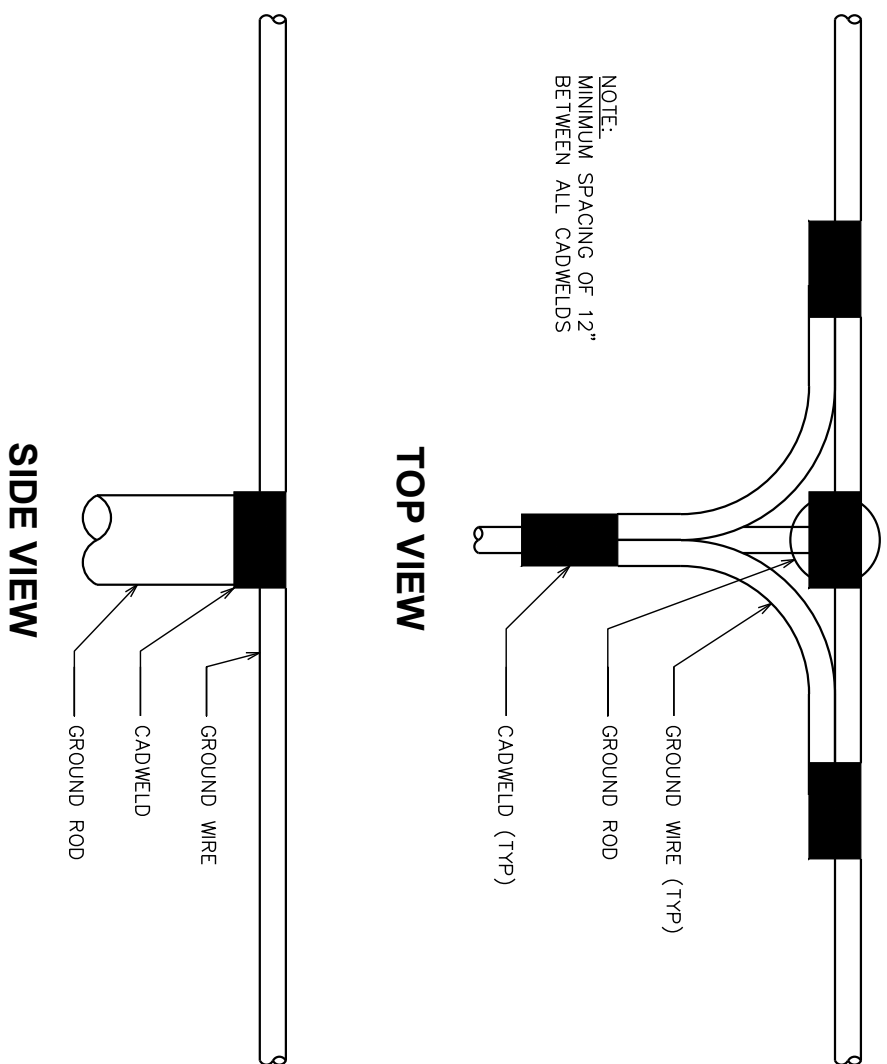 NOTE:
MINIMUM SPACING OF 12"
BETWEEN ALL CADWELDS
GROUND WIRE (TYP)
GROUND ROD
CADWELD (TYP)
TOP VIEW
GROUND WIRE
CADWELD
GROUND ROD
SIDE VIEW